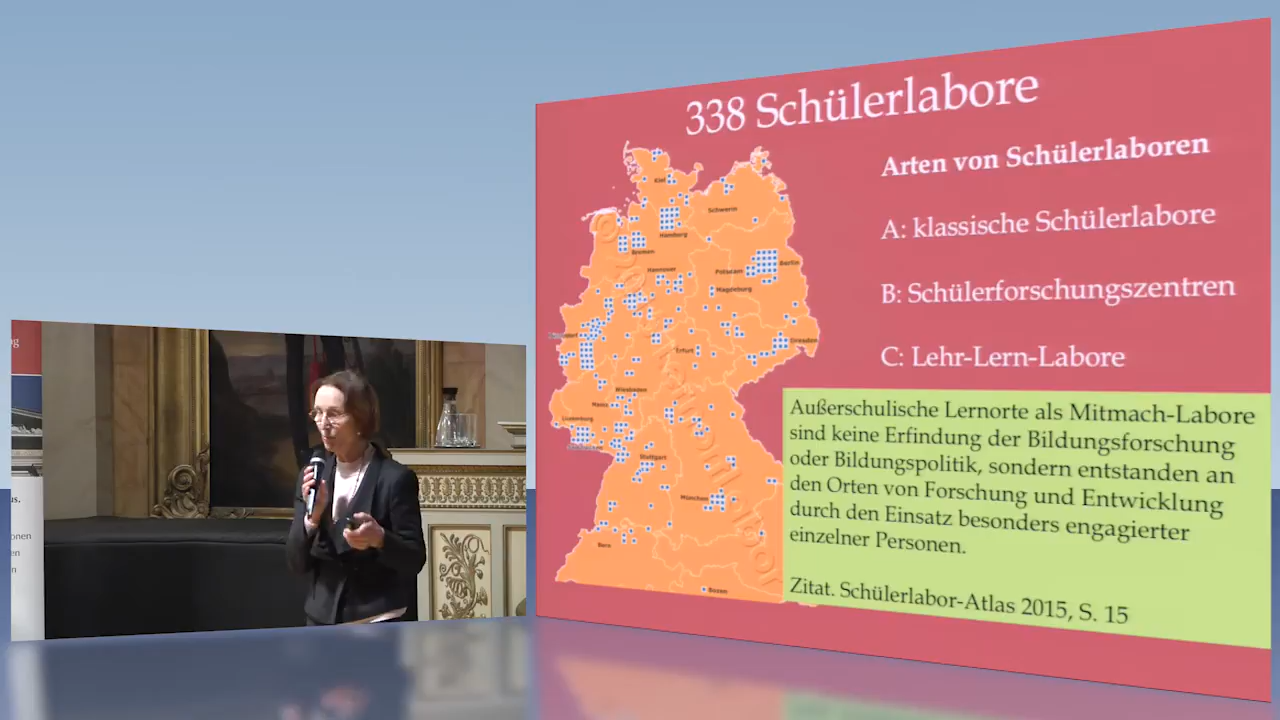 338 Schülerlabore
Arten von Schülerlaboren
A: klassische Schülerlabore
B: Schülerforschungszentren
C: Lehr-Lern-Labore
Außerschulische Lernorte als Mitmach-Labore
sind keine Erfindung der Bildungsforschung
oder Bildungspolitik, sondern entstanden an
den Orten von Forschung und Entwicklung
durch den Einsatz besonders engagierter
einzelner Personen.
Zitat. Schülerlabor-Atlas 2015, S. 15
Kiel
Schwerin
Hamburg
Bremen
Berlin
Hannover
Potsdam
Magdeburg
Dresden
Erfurt
Wiesbaden
Mainz
Luxemburg
Stuttgart
München
Bern
Bozen